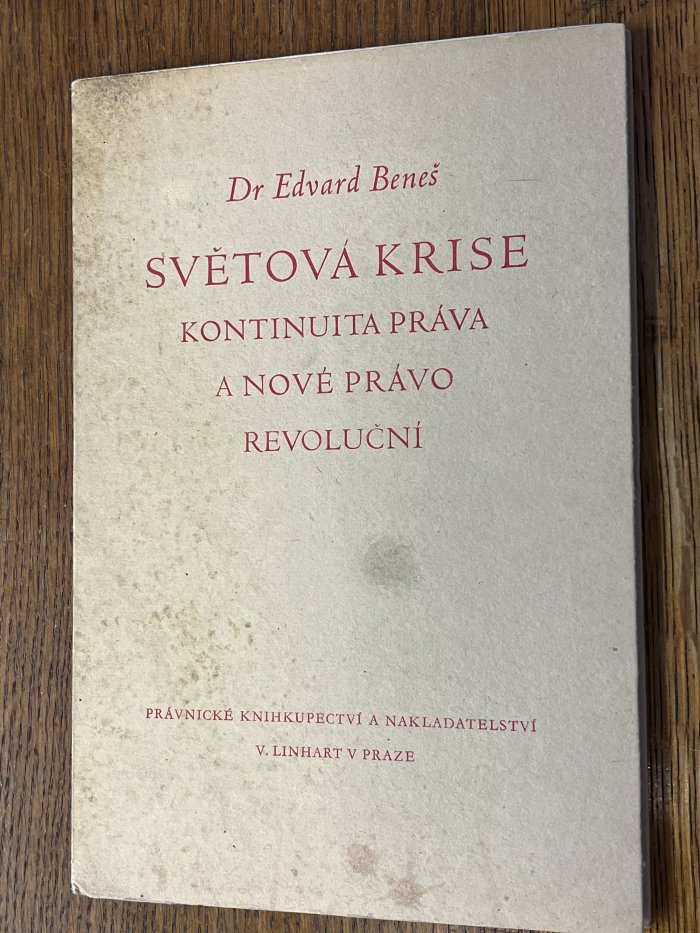 Dr Edvard Beneš
SVĚTOVÁ KRISE
KONTINUITA PRÁVA
A NOVÉ PRÁVO
REVOLUČNÍ
PRÁVNICKÉ KNIHKUPECTVÍ A NAKLADATELSTVÍ
V. LINHART V PRAZE